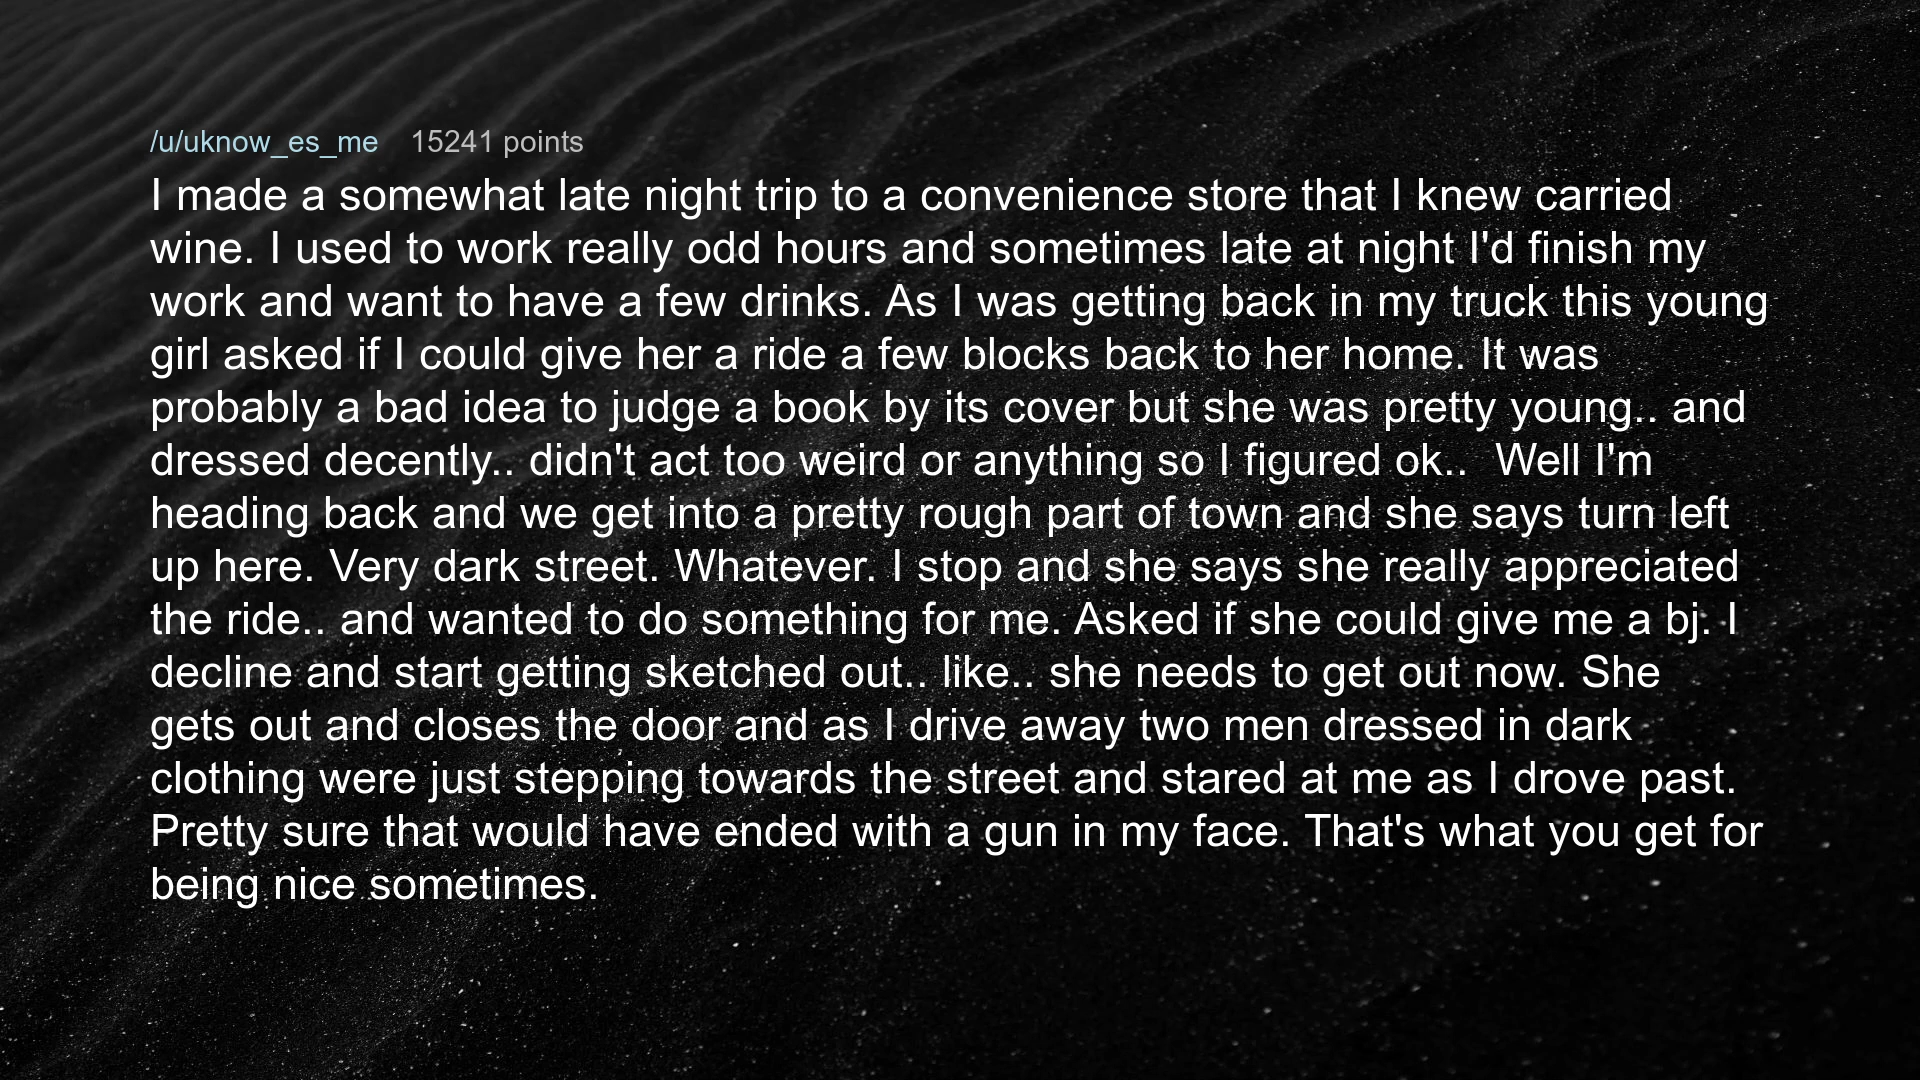 /u/uknow_es_me 15241 points
I made a somewhat late night trip to a convenience store that I knew carried
wine. I used to work really odd hours and sometimes late at night I'd finish my
work and want to have a few drinks. As I was getting back in my truck this young
girl asked if I could give her a ride a few blocks back to her home. It was
probably a bad idea to judge a book by its cover but she was pretty young.. and
dressed decently.. didn't act too weird or anything so I figured ok..  Well I'm
heading back and we get into a pretty rough part of town and she says turn left
up here. Very dark street. Whatever. I stop and she says she really appreciated
the ride.. and wanted to do something for me. Asked if she could give me a bj. I
decline and start getting sketched out.. like.. she needs to get out now. She
gets out and closes the door and as I drive away two men dressed in dark
clothing were just stepping towards the street and stared at me as I drove past.
Pretty sure that would have ended with a gun in my face. That's what you get for
being nice sometimes.